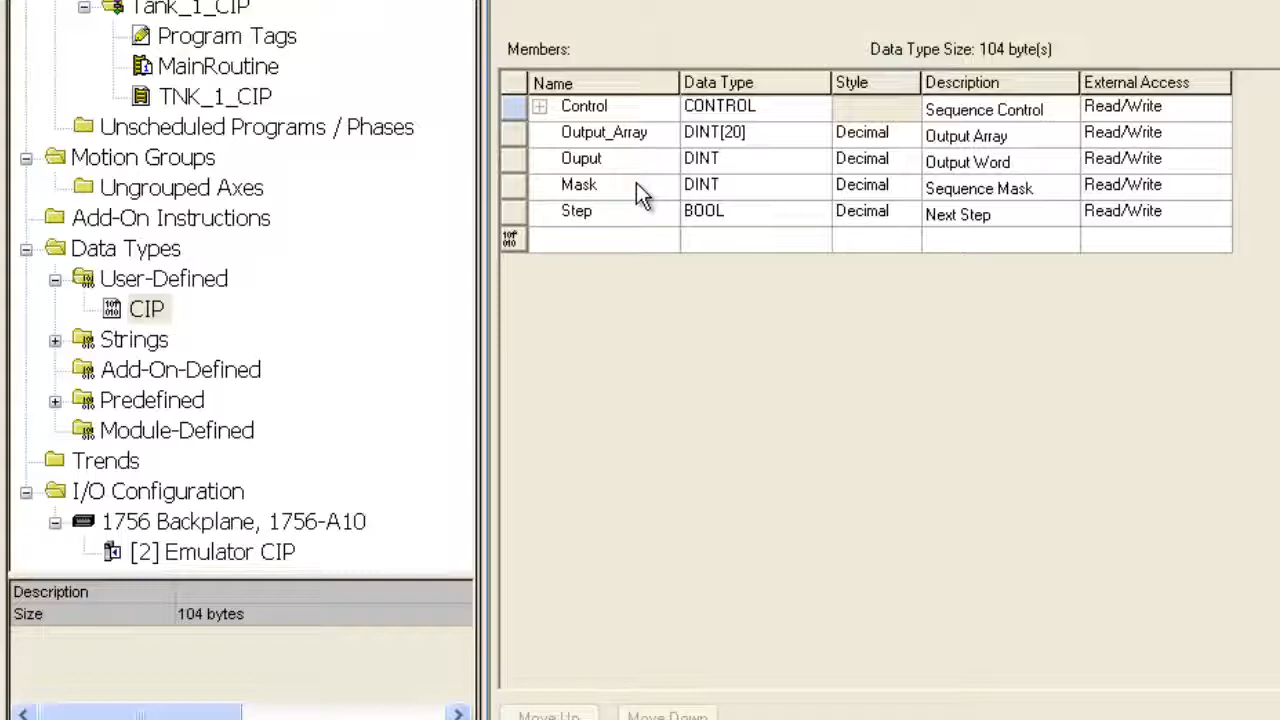 Tank_1_CIP
Program Tags
MainRoutine
TNK_1_CIP
Unscheduled Programs / Phases
Motion Groups
Ungrouped Axes
Add-On Instructions
Data Types
User-Defined
CIP
Strings
Add-On-Defined
Predefined
Module-Defined
Trends
I/O Configuration
1756 Backplane, 1756-A10
[2] Emulator CIP
Description
Size 104 bytes
Members: Data Type Size: 104 byte(s)
Name Data Type Style Description External Access
Control CONTROL Sequence Control Read/Write
Output_Array DINT[20] Decimal Output Array Read/Write
Ouput DINT Decimal Output Word Read/Write
Mask DINT Decimal Sequence Mask Read/Write
Step BOOL Decimal Next Step Read/Write
Move Up Move Down